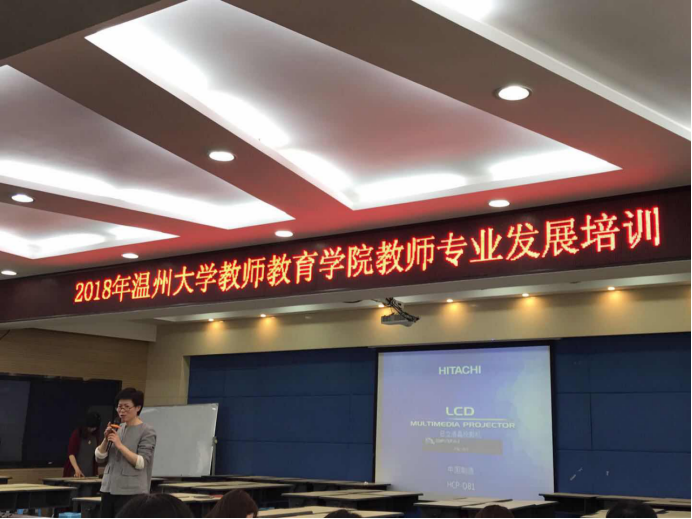 2018年温州大学教师教育学院教师专业发展培训
HITACHI
LCD
MULTIMEDIA PROJECTOR